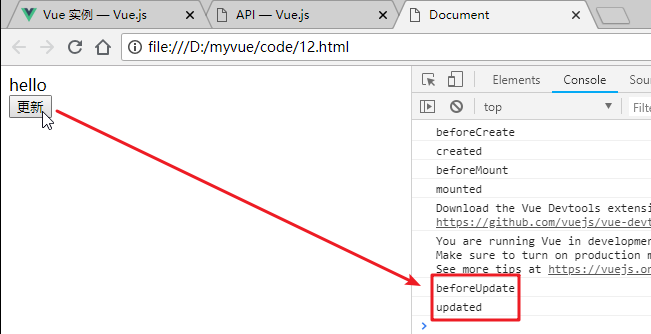 Vue 实例 — Vue.js
API — Vue.js
Document
file:///D:/myvue/code/12.html
hello
更新
Elements
Console
Sou
top
Filte
beforeCreate
created
beforeMount
mounted
Download the Vue Devtools extensi
https://github.com/vuejs/vue-devt
You are running Vue in developmen
Make sure to turn on production m
See more tips at https://vuejs.or
beforeUpdate
updated